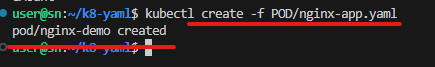 user@sn:~/k8-yaml$ kubectl create -f POD/nginx-app.yaml
pod/nginx-demo created
user@sn:~/k8-yaml$